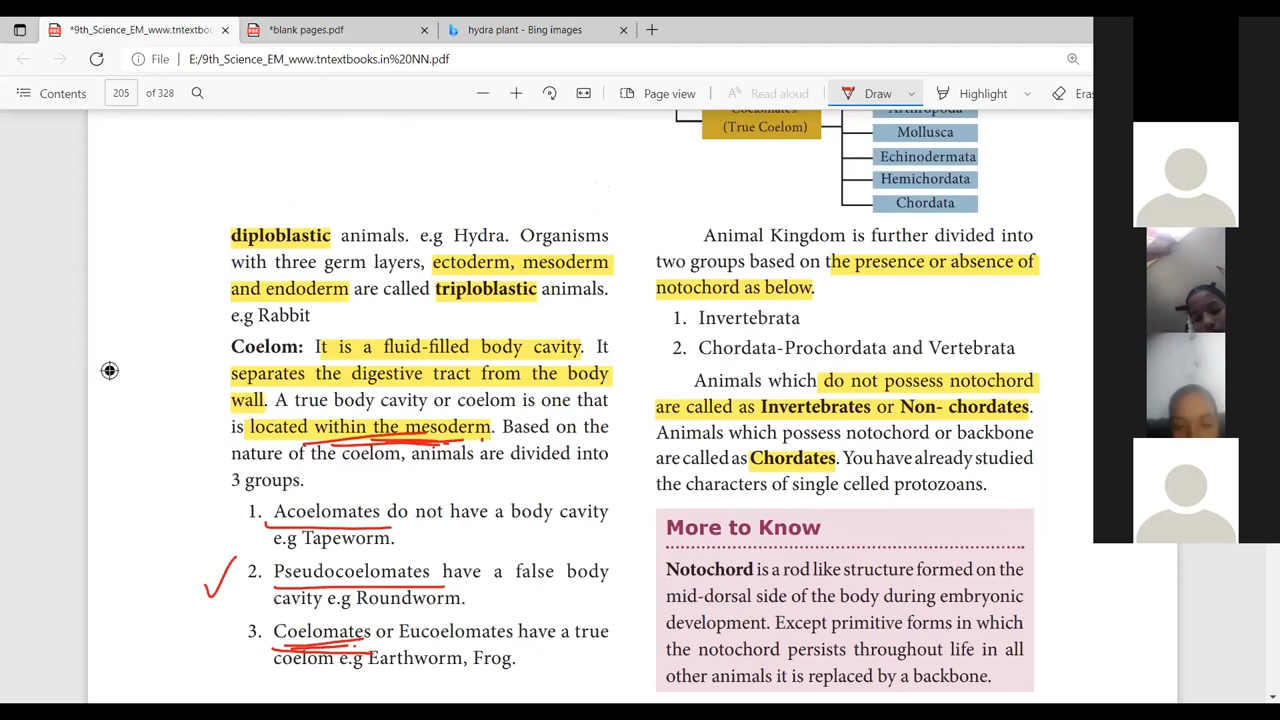 *9th_Science_EM_www.tntextboo
*blank pages.pdf
hydra plant - Bing images
File
E:/9th_Science_EM_www.tntextbooks.in%20NN.pdf
Contents
205
of 328
Page view
Read aloud
Draw
Highlight
Eras
Coelomates
(True Coelom)
Arthropoda
Mollusca
Echinodermata
Hemichordata
Chordata
diploblastic animals. e.g Hydra. Organisms
with three germ layers, ectoderm, mesoderm
and endoderm are called triploblastic animals.
e.g Rabbit
Coelom: It is a fluid-filled body cavity. It
separates the digestive tract from the body
wall. A true body cavity or coelom is one that
is located within the mesoderm. Based on the
nature of the coelom, animals are divided into
3 groups.
1. Acoelomates do not have a body cavity
e.g Tapeworm.
2. Pseudocoelomates have a false body
cavity e.g Roundworm.
3. Coelomates or Eucoelomates have a true
coelom e.g Earthworm, Frog.
Animal Kingdom is further divided into
two groups based on the presence or absence of
notochord as below.
1. Invertebrata
2. Chordata-Prochordata and Vertebrata
Animals which do not possess notochord
are called as Invertebrates or Non- chordates.
Animals which possess notochord or backbone
are called as Chordates. You have already studied
the characters of single celled protozoans.
More to Know
Notochord is a rod like structure formed on the
mid-dorsal side of the body during embryonic
development. Except primitive forms in which
the notochord persists throughout life in all
other animals it is replaced by a backbone.